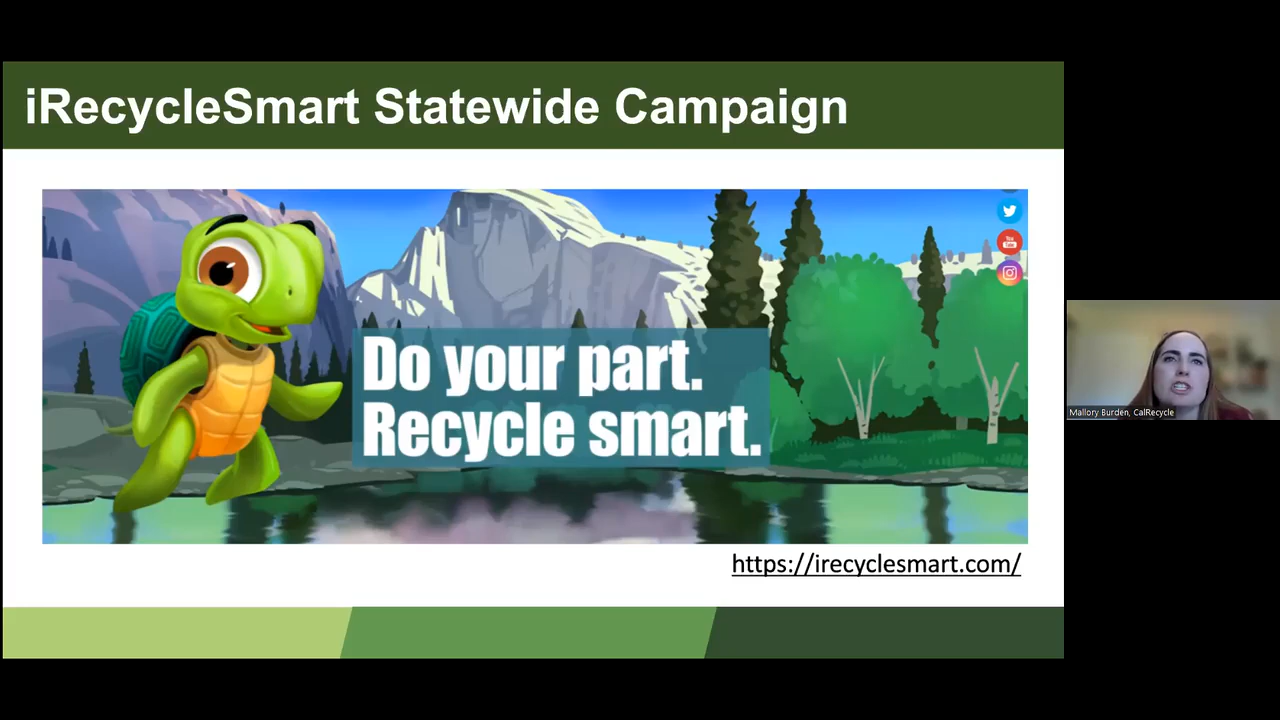 iRecycleSmart Statewide Campaign
Do your part.
Recycle smart.
https://irecyclesmart.com/
Mallory Burden, CalRecycle